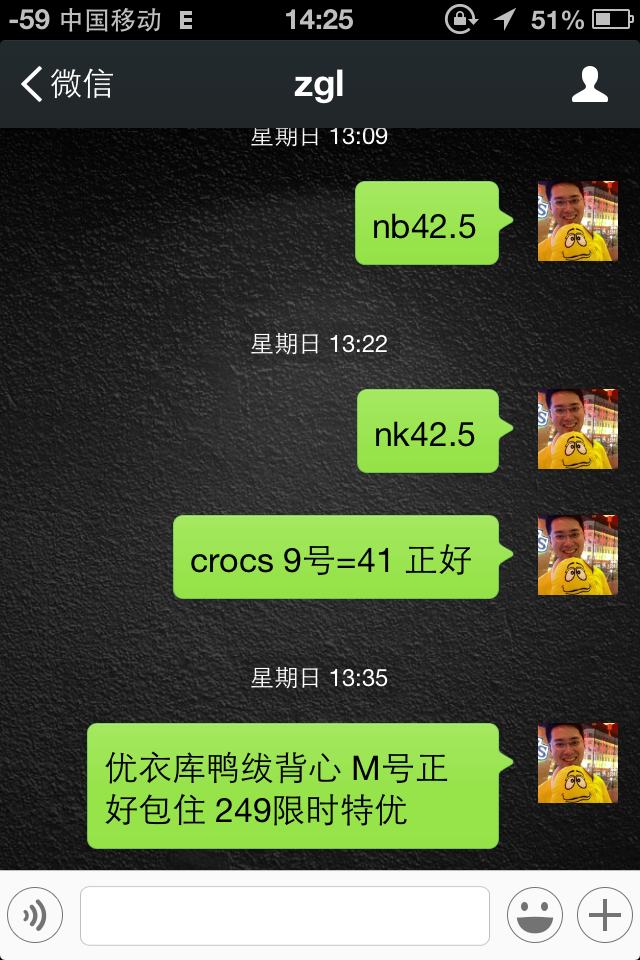 -59 中国移动 E 14:25 51%
微信 zgl
星期日 13:09
nb42.5
星期日 13:22
nk42.5
crocs 9号=41 正好
星期日 13:35
优衣库鸭绂背心 M号正
好包住 249限时特优